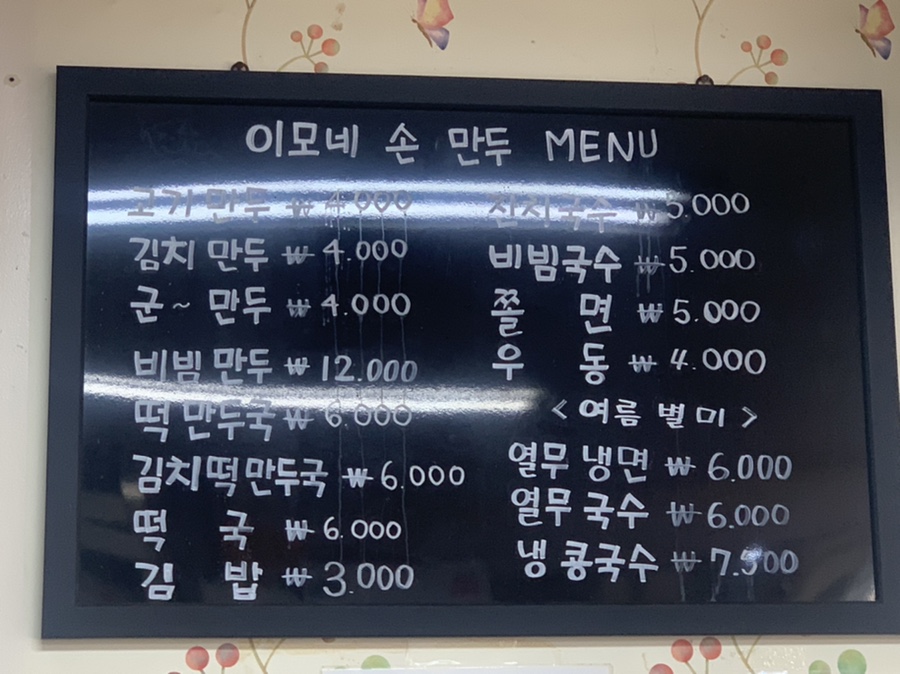 이모네 손 만두 MENU
고기만두 ₩ 4.000
김치 만두 ₩ 4.000
군~ 만두 ₩ 4.000
비빔 만두 ₩ 12.000
떡 만두국 ₩ 6.000
김치떡만두국 ₩ 6.000
떡 국 ₩ 6.000
김 밥 ₩ 3.000
잔치국수 ₩ 5.000
비빔국수 ₩ 5.000
쫄 면 ₩ 5.000
우 동 ₩ 4.000
< 여름 별미 >
열무 냉면 ₩ 6.000
열무 국수 ₩ 6.000
냉 콩국수 ₩ 7.500